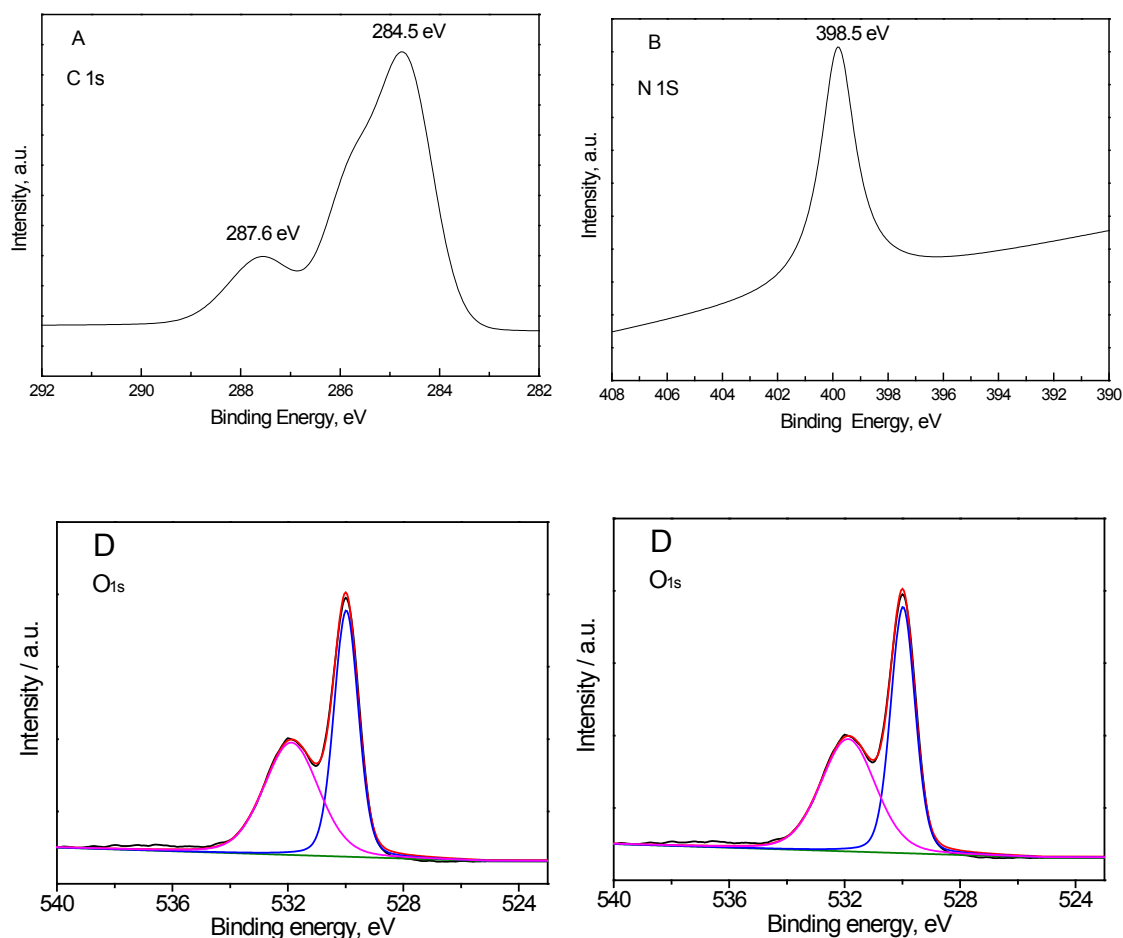 A
C 1s
284.5 eV
287.6 eV
Intensity, a.u.
292 290 288 286 284 282
Binding Energy, eV
B
N 1S
398.5 eV
Intensity, a.u.
408 406 404 402 400 398 396 394 392 390
Binding Energy, eV
D
O1s
Intensity / a.u.
540 536 532 528 524
Binding energy, eV
D
O1s
Intensity / a.u.
540 536 532 528 524
Binding energy, eV